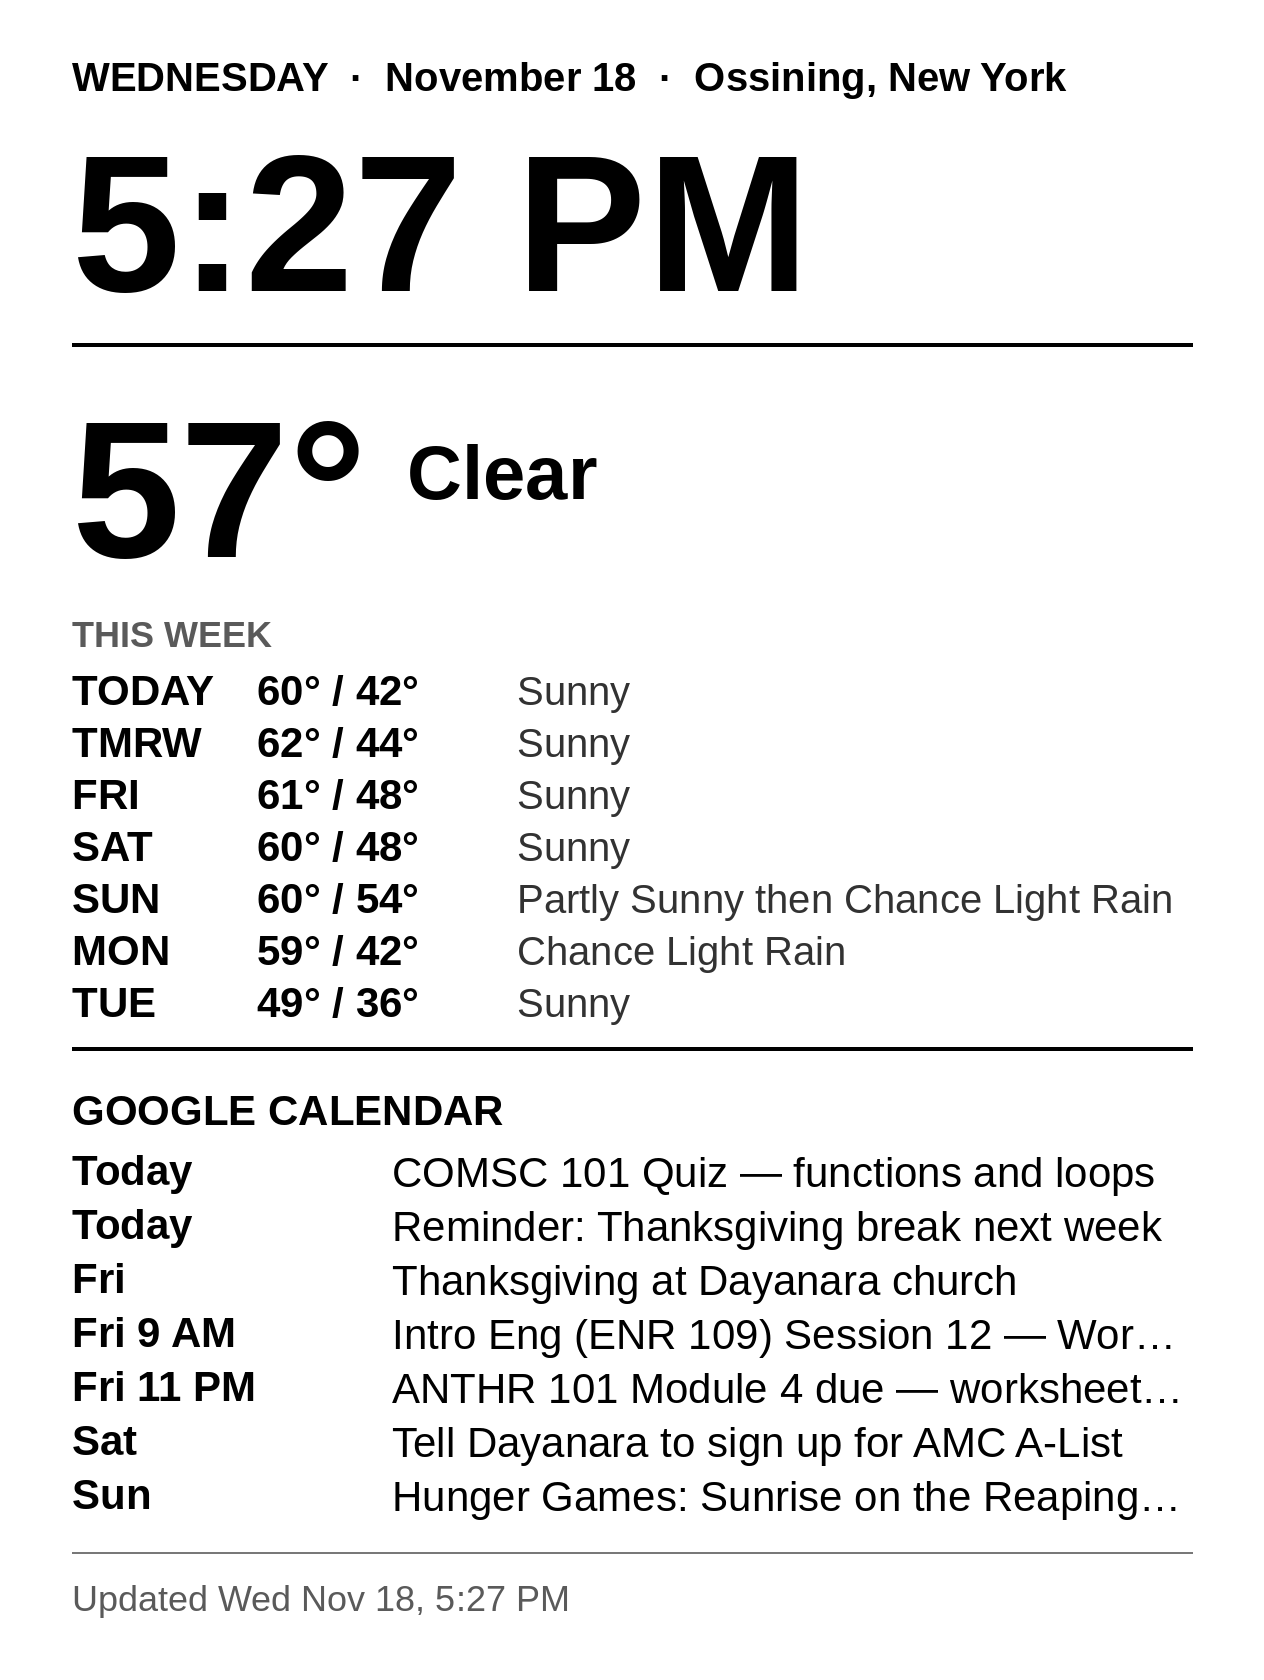 WEDNESDAY · November 18 · Ossining, New York
5:27 PM
57° Clear
THIS WEEK
TODAY 60° / 42° Sunny
TMRW 62° / 44° Sunny
FRI 61° / 48° Sunny
SAT 60° / 48° Sunny
SUN 60° / 54° Partly Sunny then Chance Light Rain
MON 59° / 42° Chance Light Rain
TUE 49° / 36° Sunny
GOOGLE CALENDAR
Today COMSC 101 Quiz — functions and loops
Today Reminder: Thanksgiving break next week
Fri Thanksgiving at Dayanara church
Fri 9 AM Intro Eng (ENR 109) Session 12 — Wor…
Fri 11 PM ANTHR 101 Module 4 due — worksheet…
Sat Tell Dayanara to sign up for AMC A-List
Sun Hunger Games: Sunrise on the Reaping…
Updated Wed Nov 18, 5:27 PM